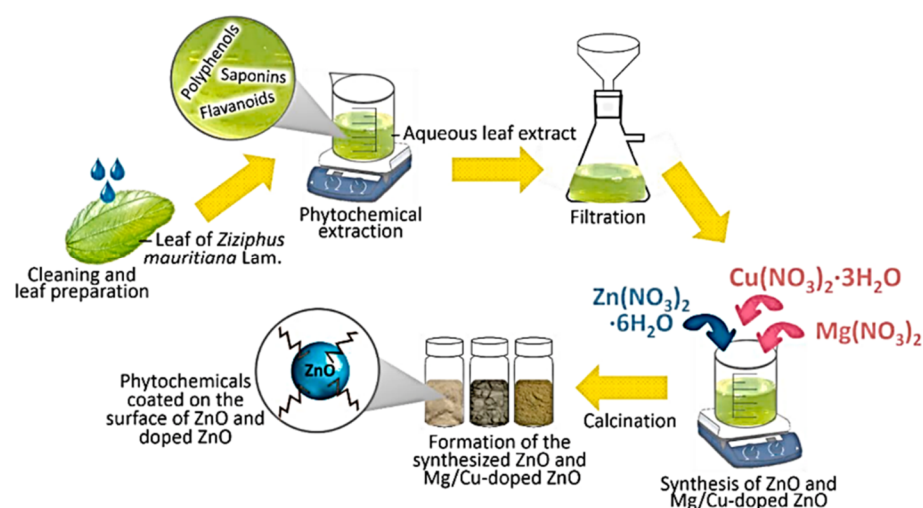 Polyphenols
Saponins
Flavanoids
Aqueous leaf extract
Phytochemical
extraction
Filtration
Leaf of Ziziphus
mauritiana Lam.
Cleaning and
leaf preparation
Cu(NO₃)₂·3H₂O
Zn(NO₃)₂
·6H₂O
Mg(NO₃)₂
Synthesis of ZnO and
Mg/Cu-doped ZnO
Calcination
Formation of the
synthesized ZnO and
Mg/Cu-doped ZnO
ZnO
Phytochemicals
coated on the
surface of ZnO and
doped ZnO